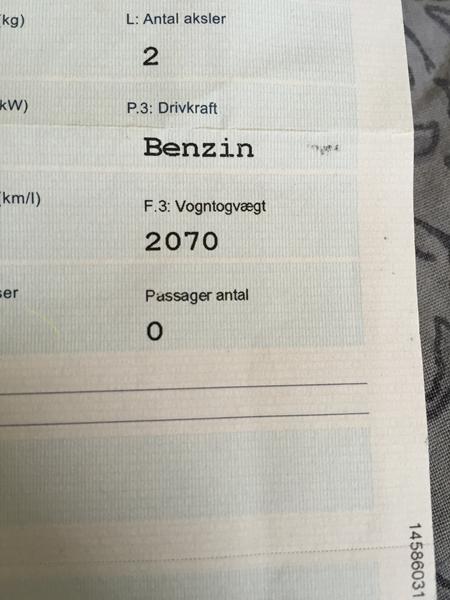 (kg)
L: Antal aksler
2
kW)
P.3: Drivkraft
Benzin
(km/l)
F.3: Vogntogvægt
2070
ser
Passager antal
0
14586031